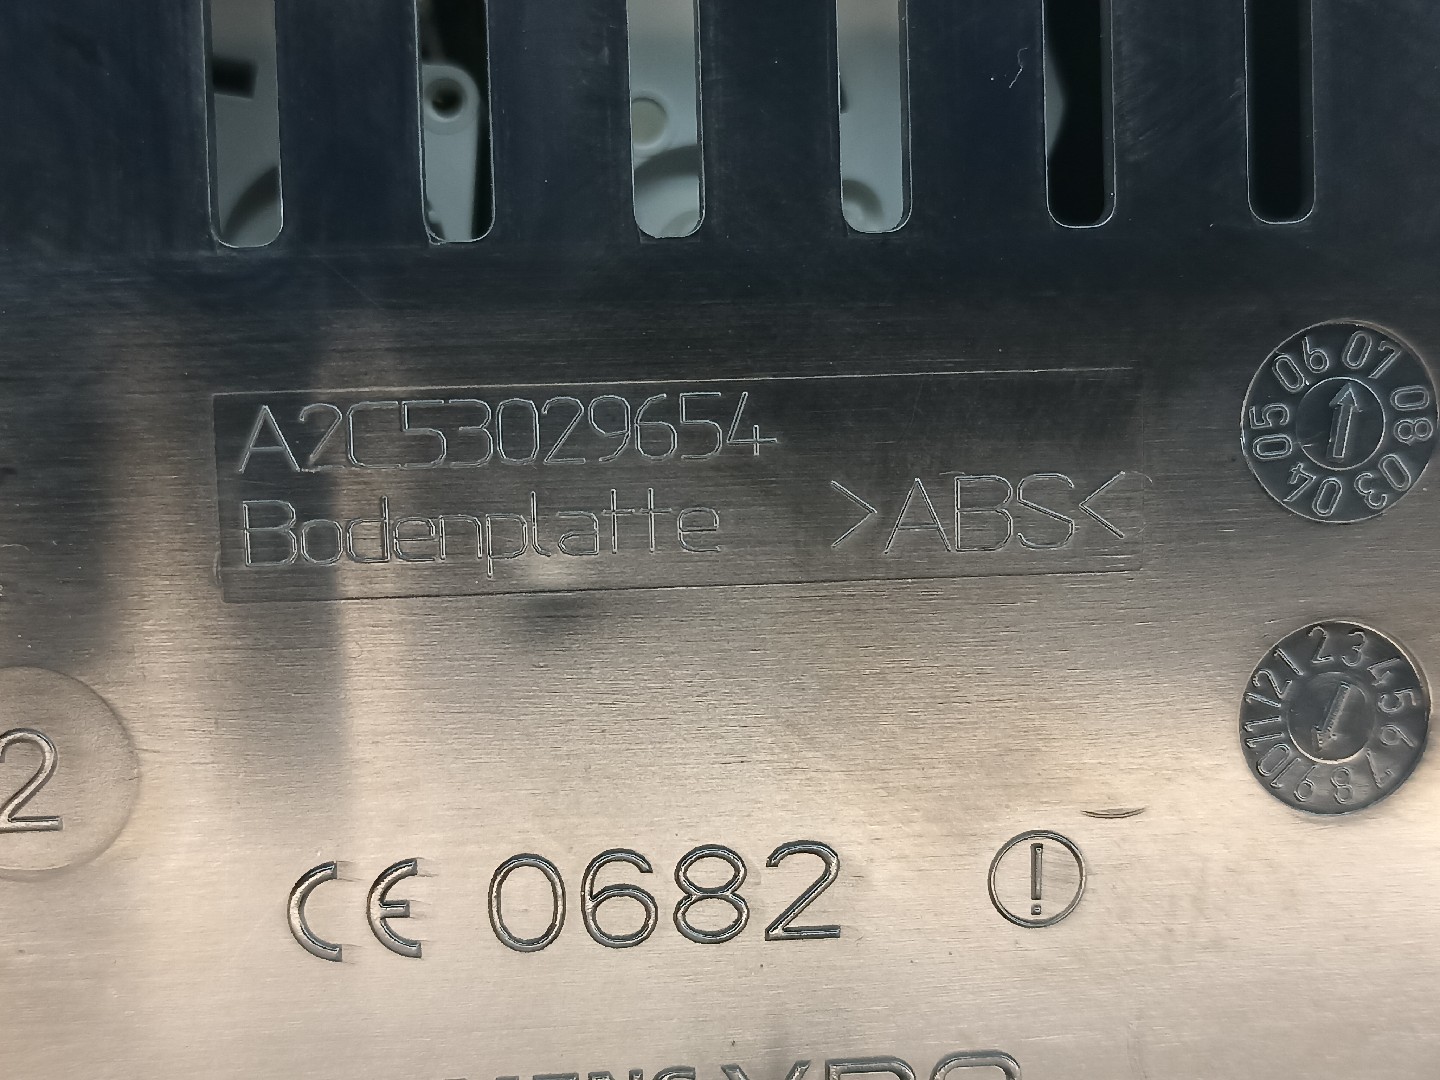 A2C53029654
Bodenplatte >ABS<
03 04 05 06 07 08
1 2 3 4 5 6 7 8 9 10 11 12
2
CE 0682 !